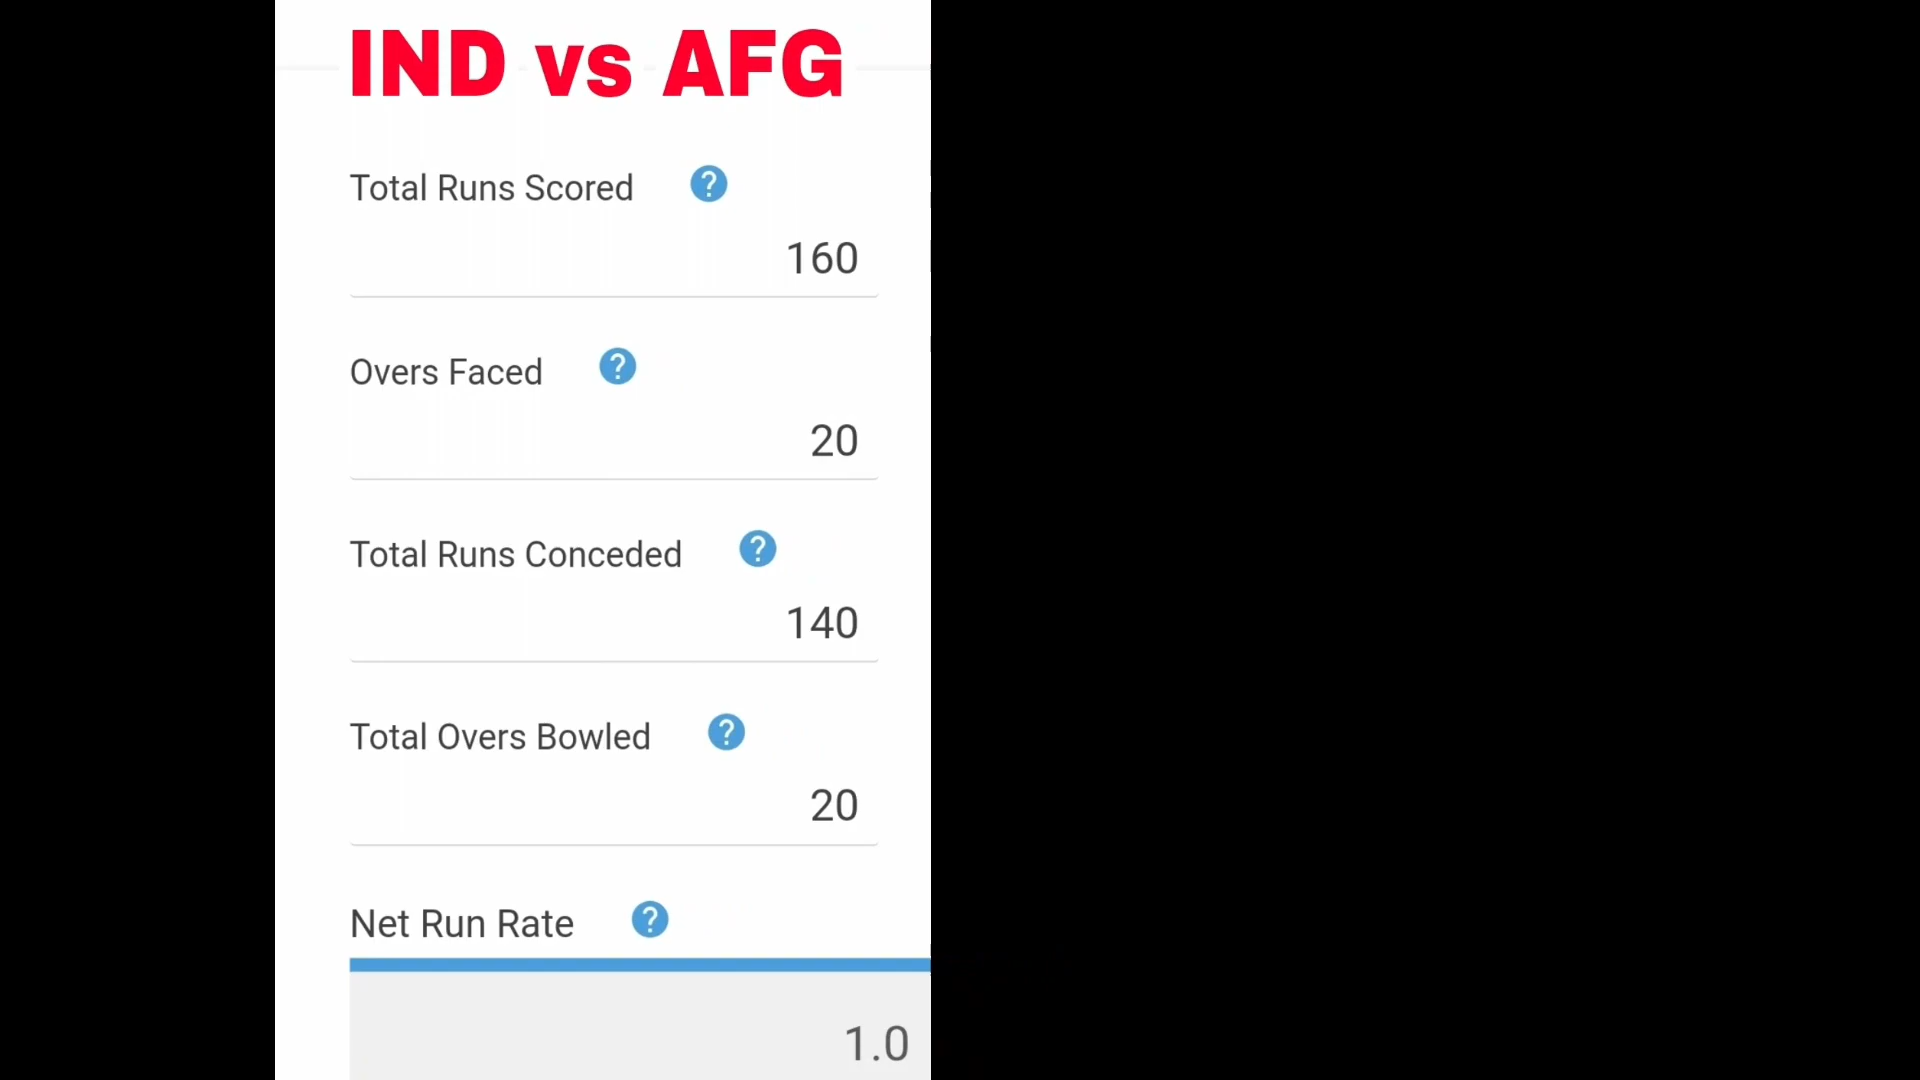 IND vs AFG
Total Runs Scored ?
160
Overs Faced ?
20
Total Runs Conceded ?
140
Total Overs Bowled ?
20
Net Run Rate ?
1.0